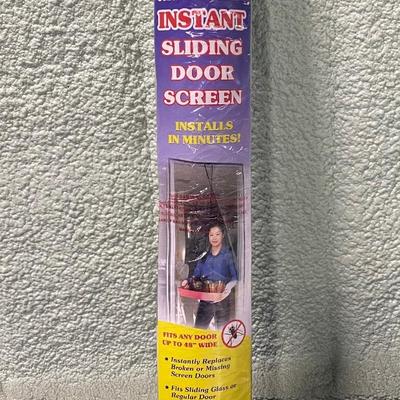 INSTANT
SLIDING
DOOR
SCREEN
INSTALLS
IN MINUTES!
FITS ANY DOOR
UP TO 48" WIDE
• Instantly Replaces
Broken or Missing
Screen Doors
• Fits Sliding Glass or
Regular Door